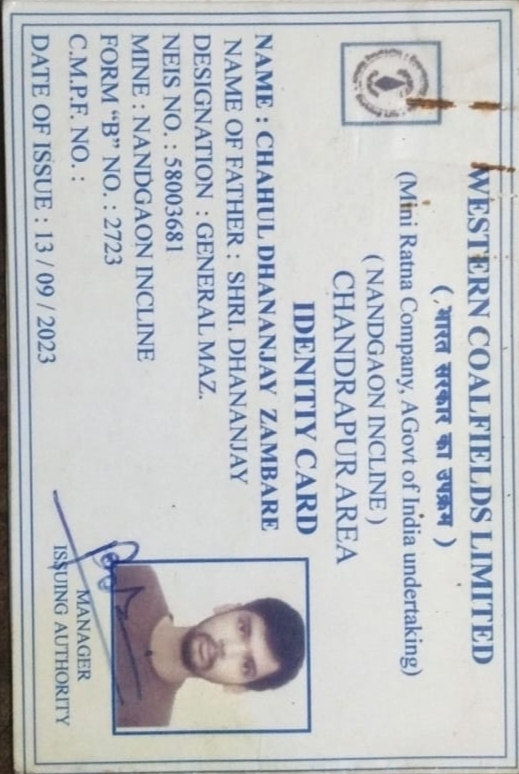 WESTERN COALFIELDS LIMITED
( भारत सरकार का उपक्रम )
(Mini Ratna Company, AGovt of India undertaking)
( NANDGAON INCLINE )
CHANDRAPUR AREA
IDENITIY CARD
NAME : CHAHUL DHANANJAY ZAMBARE
NAME OF FATHER : SHRI. DHANANJAY
DESIGNATION : GENERAL MAZ.
NEIS NO. : 58003681
MINE : NANDGAON INCLINE
FORM “B” NO. : 2723
C.M.P.F. NO. :
DATE OF ISSUE : 13 / 09 / 2023
MANAGER
ISSUING AUTHORITY